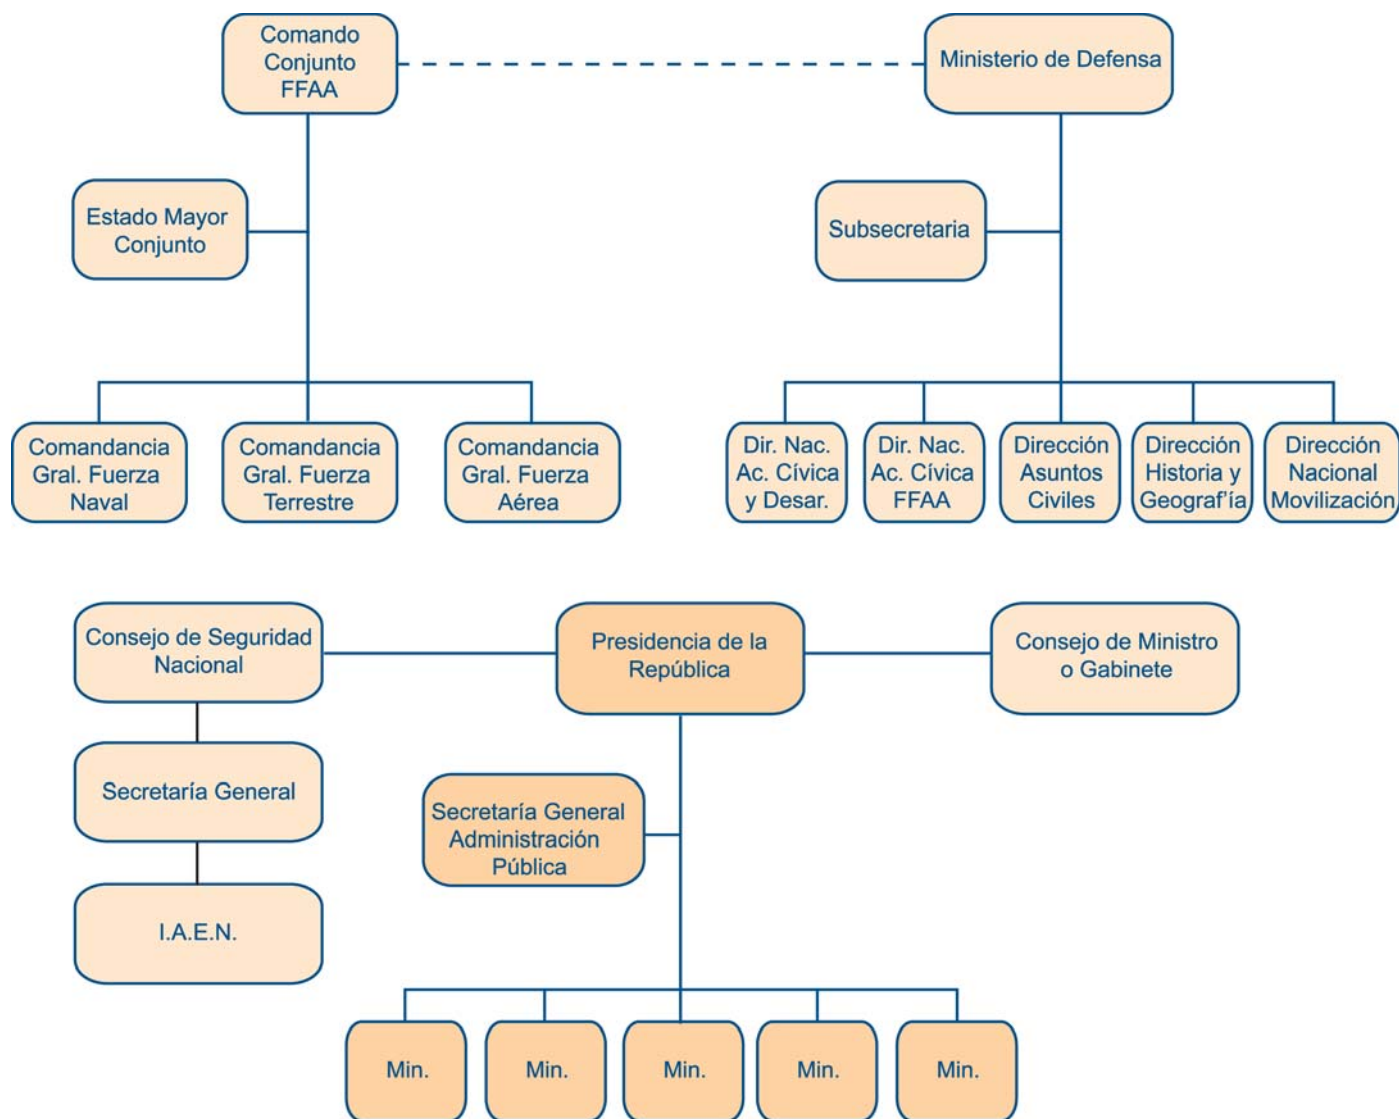 Comando
Conjunto
FFAA
Ministerio de Defensa
Estado Mayor
Conjunto
Subsecretaria
Comandancia
Gral. Fuerza
Naval
Comandancia
Gral. Fuerza
Terrestre
Comandancia
Gral. Fuerza
Aérea
Dir. Nac.
Ac. Cívica
y Desar.
Dir. Nac.
Ac. Cívica
FFAA
Dirección
Asuntos
Civiles
Dirección
Historia y
Geograf'ía
Dirección
Nacional
Movilización
Consejo de Seguridad
Nacional
Presidencia de la
República
Consejo de Ministro
o Gabinete
Secretaría General
Secretaría General
Administración
Pública
I.A.E.N.
Min.
Min.
Min.
Min.
Min.